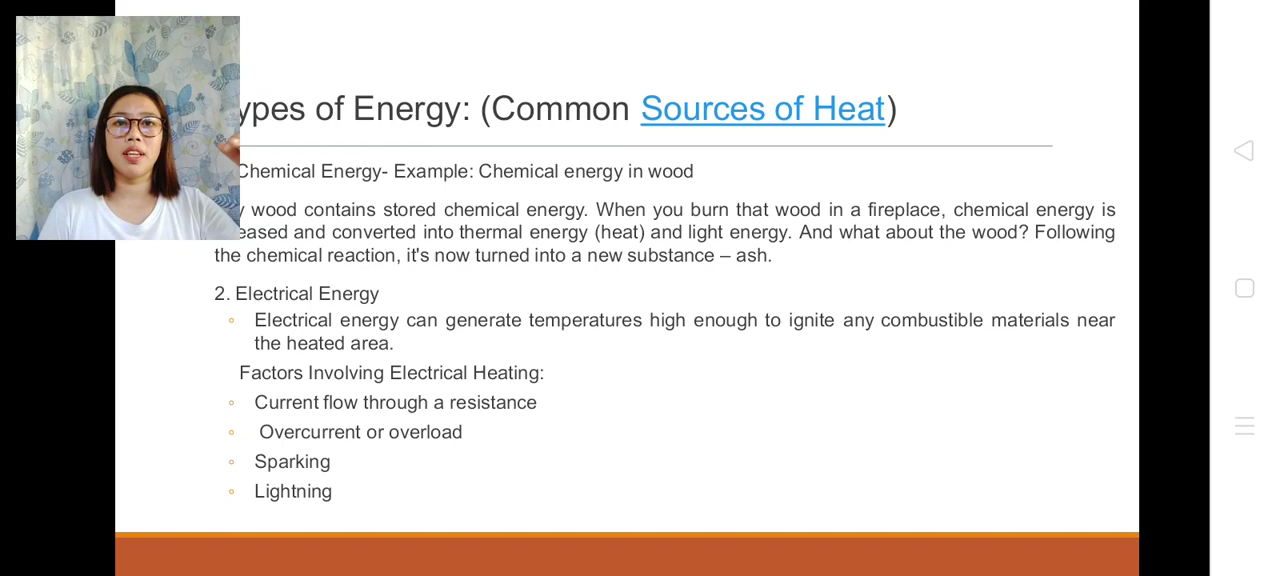 ypes of Energy: (Common Sources of Heat)
Chemical Energy- Example: Chemical energy in wood
wood contains stored chemical energy. When you burn that wood in a fireplace, chemical energy is
eased and converted into thermal energy (heat) and light energy. And what about the wood? Following
the chemical reaction, it's now turned into a new substance – ash.
2. Electrical Energy
◦ Electrical energy can generate temperatures high enough to ignite any combustible materials near
the heated area.
Factors Involving Electrical Heating:
◦ Current flow through a resistance
◦ Overcurrent or overload
◦ Sparking
◦ Lightning